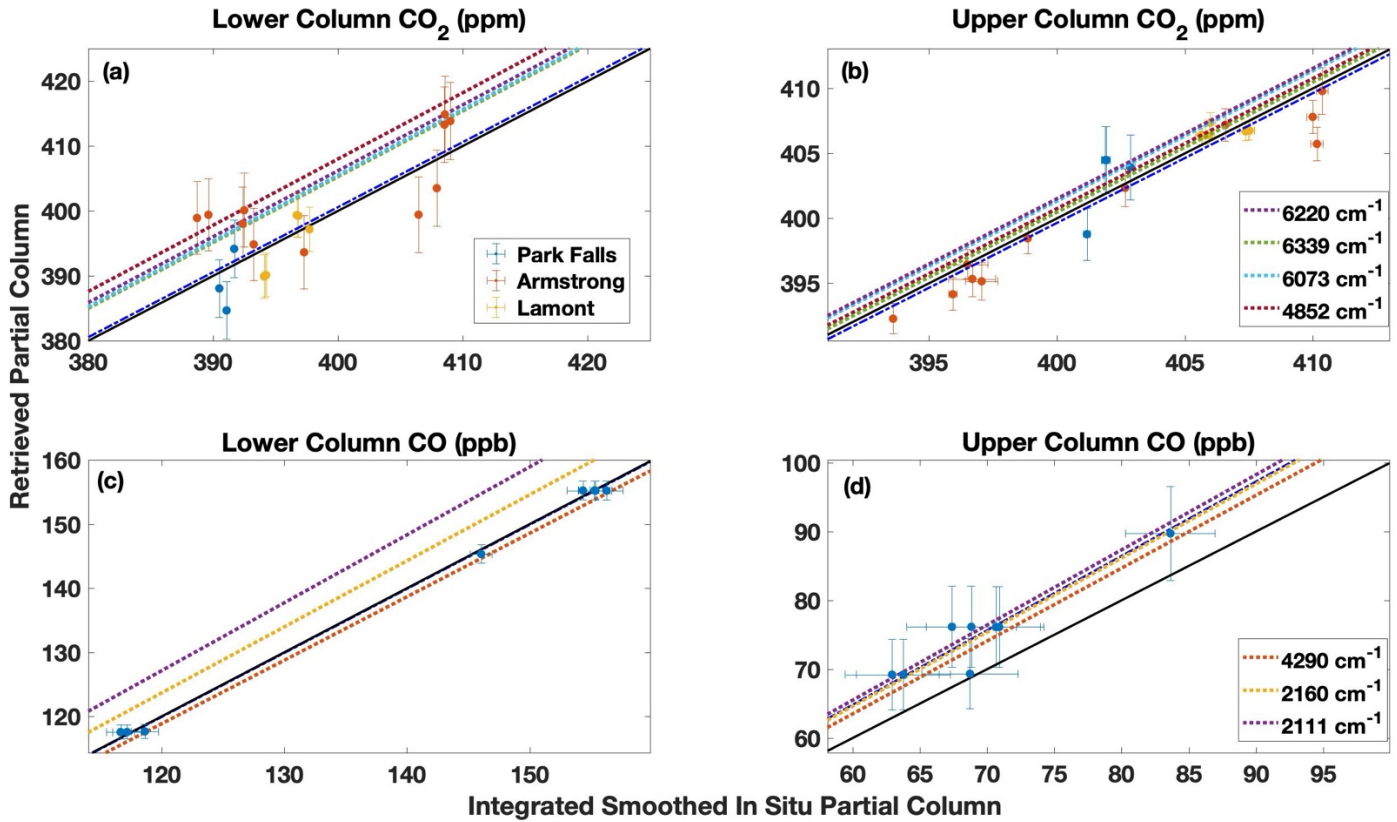 Lower Column CO2 (ppm)
Upper Column CO2 (ppm)
(a)
420
410
400
390
380
380
390
400
410
420
Park Falls
Armstrong
Lamont
(b)
410
405
400
395
395
400
405
410
6220 cm-1
6339 cm-1
6073 cm-1
4852 cm-1
Retrieved Partial Column
Lower Column CO (ppb)
Upper Column CO (ppb)
(c)
160
150
140
130
120
120
130
140
150
(d)
100
90
80
70
60
60
65
70
75
80
85
90
95
4290 cm-1
2160 cm-1
2111 cm-1
Integrated Smoothed In Situ Partial Column